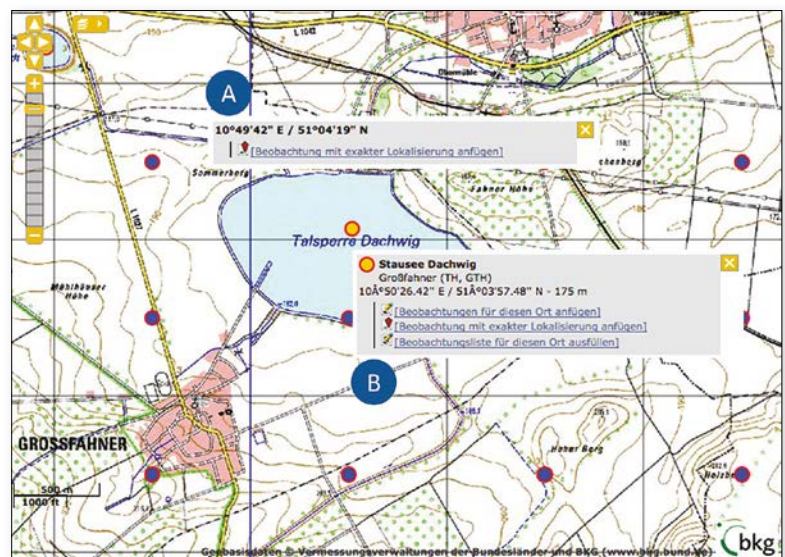 L 1042
Obermühle
A
10°49'42" E / 51°04'19" N
[Beobachtung mit exakter Lokalisierung anfügen]
Sommerberg
Fahner Höhe
L 1027
Talsperre Dachwig
Stausee Dachwig
Großfahner (TH, GTH)
10Â°50'26.42" E / 51Â°03'57.48" N - 175 m
[Beobachtungen für diesen Ort anfügen]
[Beobachtung mit exakter Lokalisierung anfügen]
[Beobachtungsliste für diesen Ort ausfüllen]
Mühlhäuser
Höhe
B
GROSSFAHNER
Hoher Berg
500 m
1000 ft
bkg
Geobasisdaten © Vermessungsverwaltungen der Bundesländer und BKG (www.bkg.bund.de)